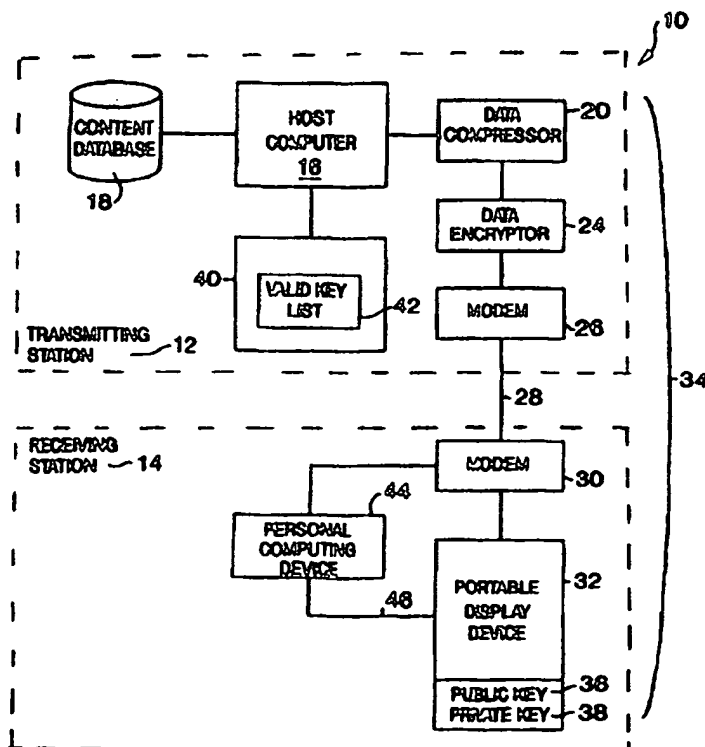 10
CONTENT
DATABASE
18
HOST
COMPUTER
16
DATA
COMPRESSOR
20
DATA
ENCRYPTOR
24
40
VALID KEY
LIST
42
MODEM
26
TRANSMITTING
STATION
12
28
34
RECEIVING
STATION
14
MODEM
30
44
PERSONAL
COMPUTING
DEVICE
46
PORTABLE
DISPLAY
DEVICE
32
PUBLIC KEY
38
PRIVATE KEY
38